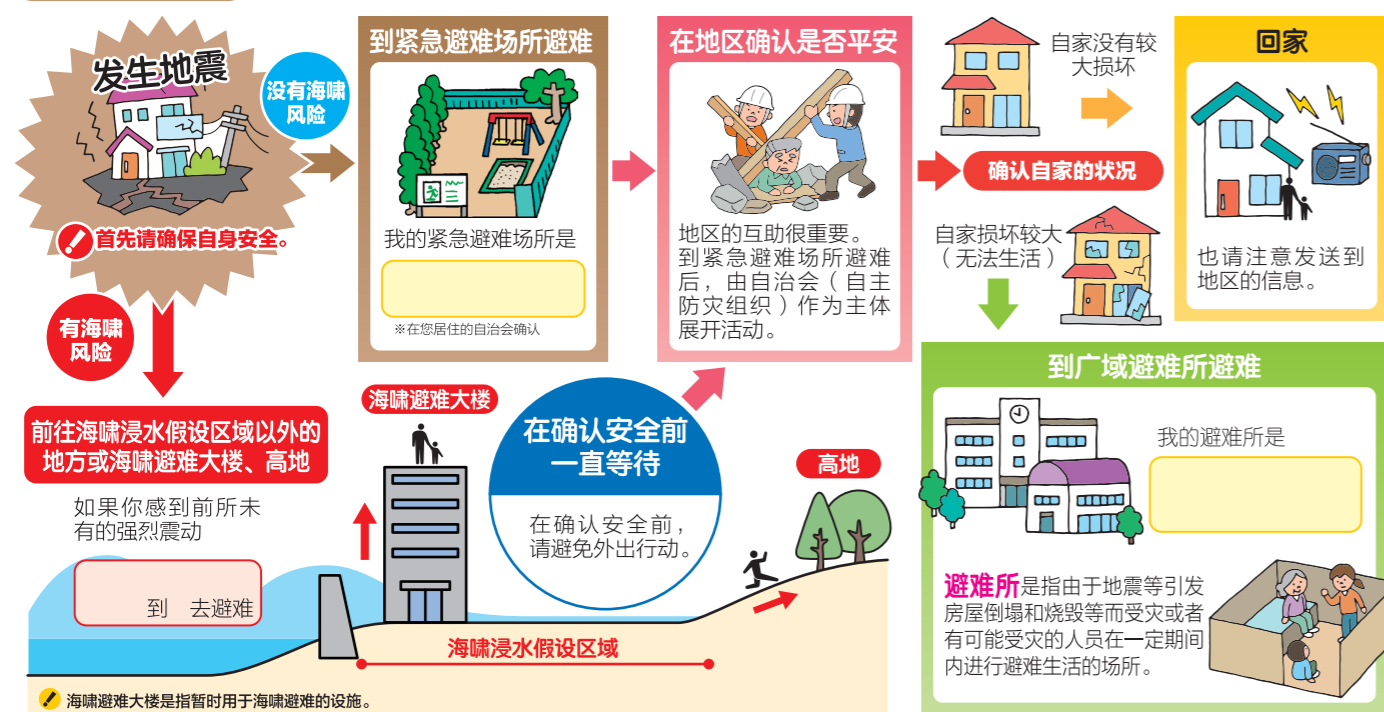 发生地震
首先请确保自身安全。
没有海啸
风险
到紧急避难场所避难
我的紧急避难场所是
※在您居住的自治会确认
在地区确认是否平安
地区的互助很重要。
到紧急避难场所避难
后，由自治会（自主
防灾组织）作为主体
展开活动。
确认自家的状况
自家没有较
大损坏
回家
也请注意发送到
地区的信息。
自家损坏较大
（无法生活）
到广域避难所避难
我的避难所是
避难所是指由于地震等引发
房屋倒塌和烧毁等而受灾或者
有可能受灾的人员在一定期间
内进行避难生活的场所。
有海啸
风险
前往海啸浸水假设区域以外的
地方或海啸避难大楼、高地
如果你感到前所未
有的强烈震动
到 去避难
海啸避难大楼
在确认安全前
一直等待
在确认安全前，
请避免外出行动。
高地
海啸浸水假设区域
海啸避难大楼是指暂时用于海啸避难的设施。